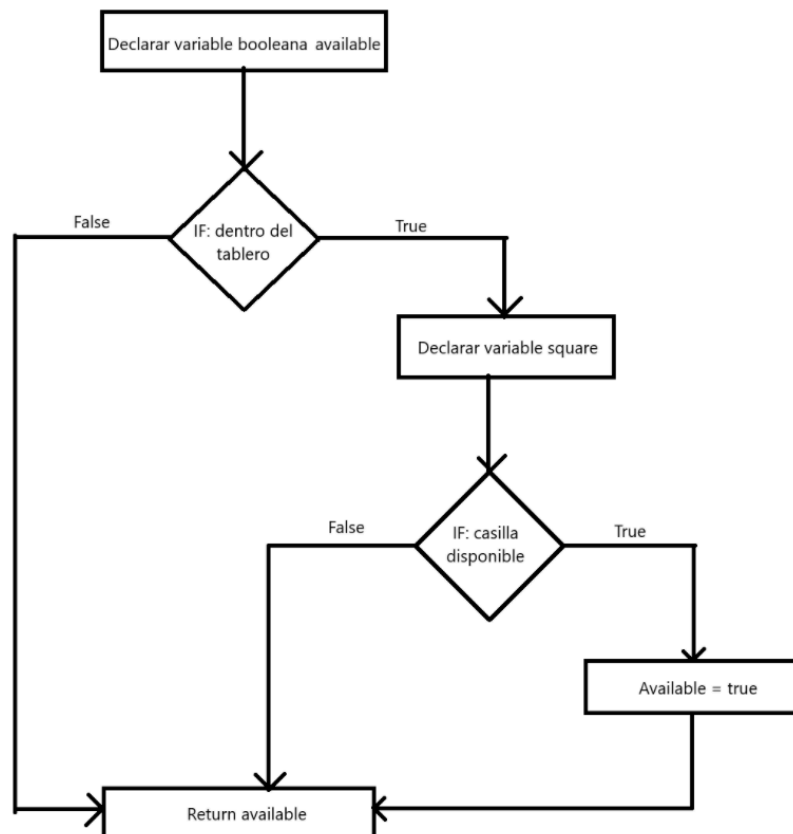 Declarar variable booleana available
False
IF: dentro del
tablero
True
Declarar variable square
False
IF: casilla
disponible
True
Available = true
Return available